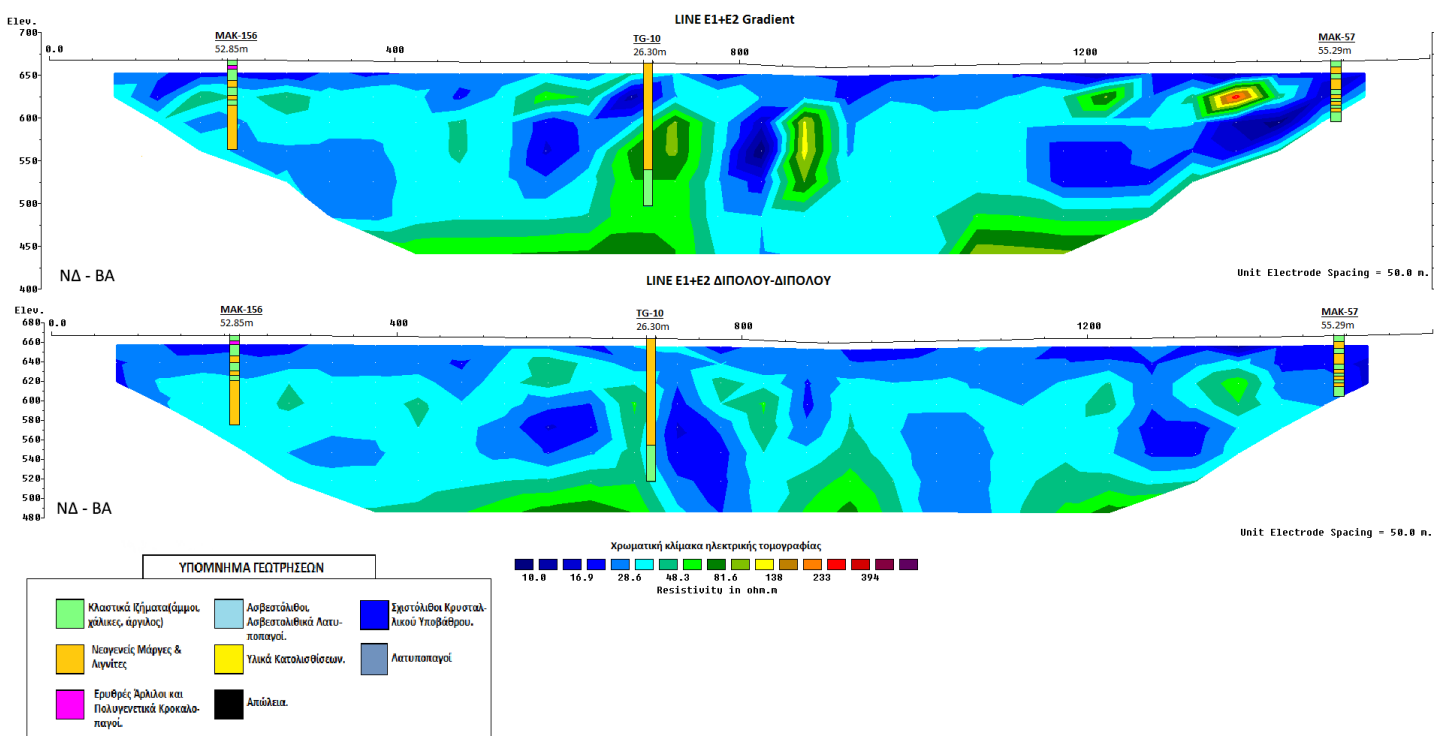 LINE E1+E2 Gradient
Elev.
700
650
600
550
500
450
400
0.0
400
800
1200
MAK-156
52.85m
TG-10
26.30m
MAK-57
55.29m
ΝΔ - ΒΑ
Unit Electrode Spacing = 50.0 m.
LINE E1+E2 ΔΙΠΟΛΟΥ-ΔΙΠΟΛΟΥ
Elev.
680
660
640
620
600
580
560
540
520
500
480
0.0
400
800
1200
MAK-156
52.85m
TG-10
26.30m
MAK-57
55.29m
ΝΔ - ΒΑ
Unit Electrode Spacing = 50.0 m.
Χρωματική κλίμακα ηλεκτρικής τομογραφίας
10.0 16.9 28.6 48.3 81.6 138 233 394
Resistivity in ohm.m
ΥΠΟΜΝΗΜΑ ΓΕΩΤΡΗΣΕΩΝ
Κλαστικά Ιζήματα(άμμοι,
χάλικες, άργιλος)
Ασβεστόλιθοι,
Ασβεστολιθικά Λατυ-
ποπαγοί.
Σχιστόλιθοι Κρυσταλ-
λικού Υποβάθρου.
Νεογενείς Μάργες &
Λιγνίτες
Υλικά Κατολισθίσεων.
Λατυποπαγοί
Ερυθρές Άρλιλοι και
Πολυγενετικά Κροκαλο-
παγοί.
Απώλεια.